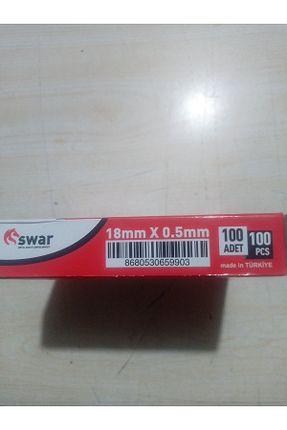 swar
18mm X 0.5mm
8680530659903
100
ADET
100
PCS
made in TÜRKİYE